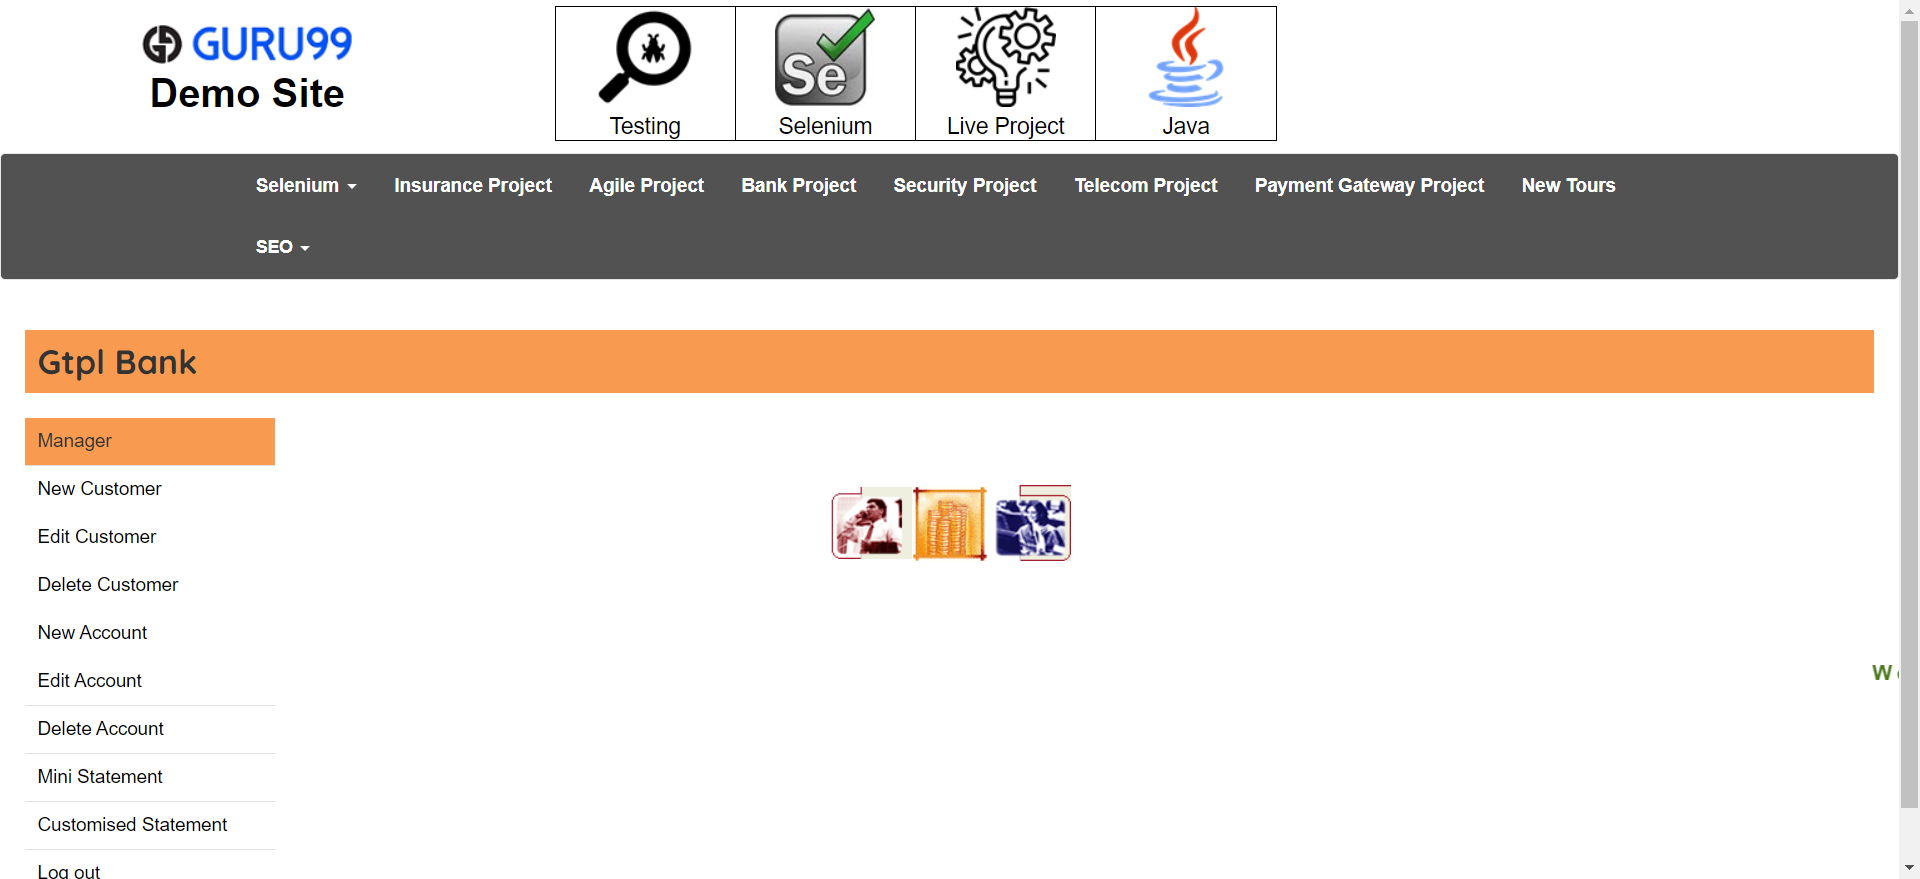 GURU99
Demo Site
Testing
Selenium
Live Project
Java
Selenium
Insurance Project
Agile Project
Bank Project
Security Project
Telecom Project
Payment Gateway Project
New Tours
SEO
Gtpl Bank
Manager
New Customer
Edit Customer
Delete Customer
New Account
Edit Account
Delete Account
Mini Statement
Customised Statement
Log out
Se
W